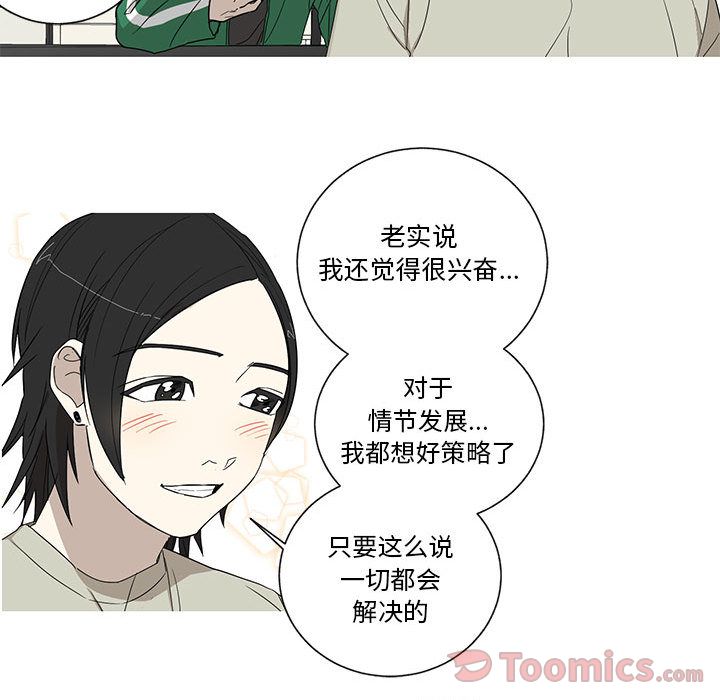 老实说
我还觉得很兴奋...
对于
情节发展...
我都想好策略了
只要这么说
一切都会
解决的
Toomics.com